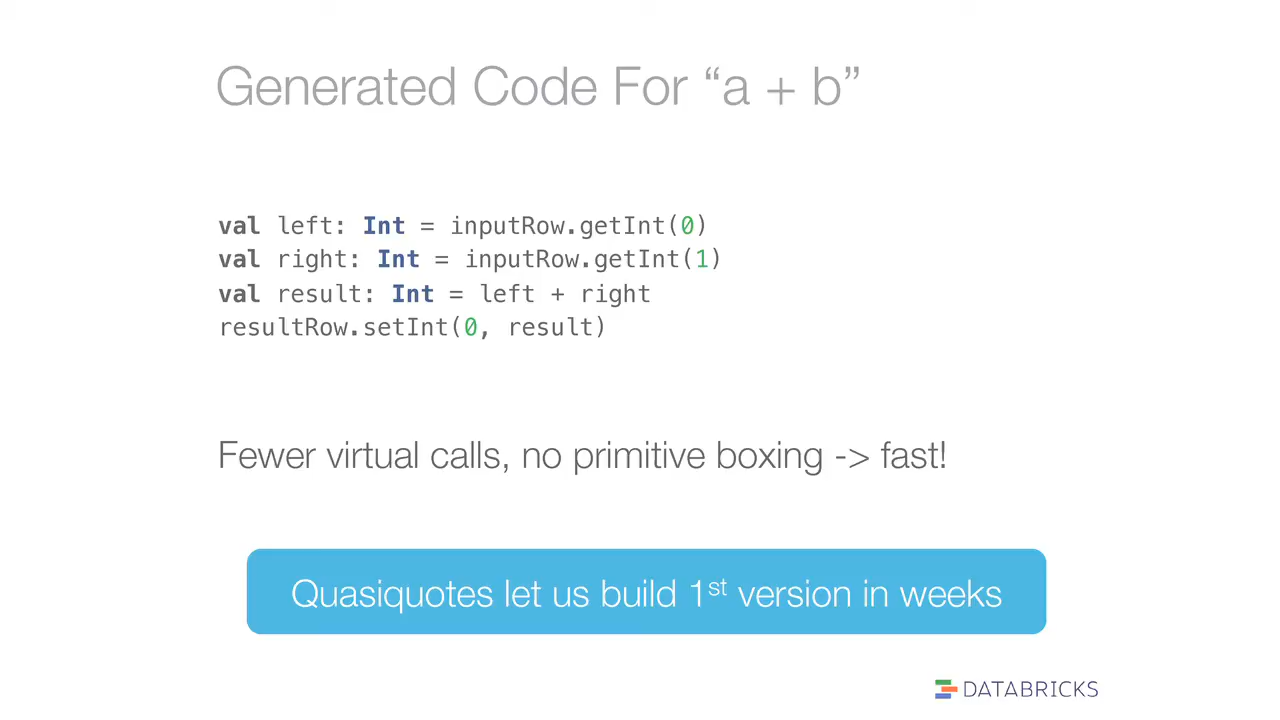 Generated Code For “a + b”
val left: Int = inputRow.getInt(0)
val right: Int = inputRow.getInt(1)
val result: Int = left + right
resultRow.setInt(0, result)
Fewer virtual calls, no primitive boxing -> fast!
Quasiquotes let us build 1st version in weeks
DATABRICKS